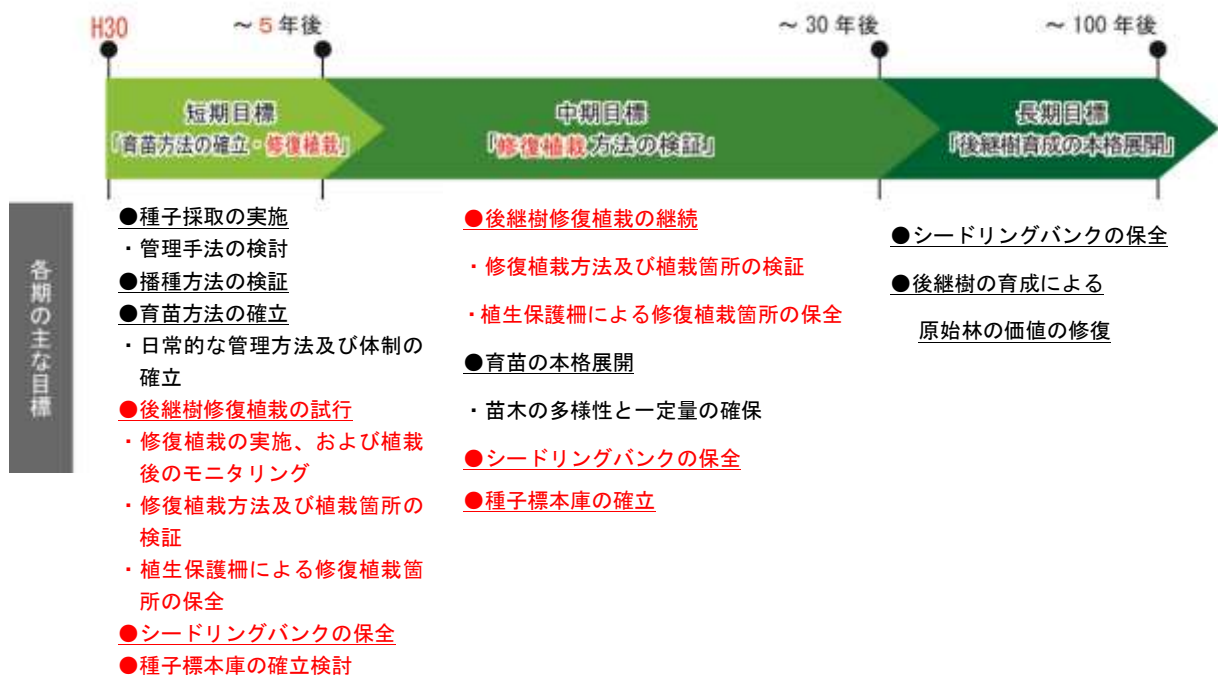 H30
～5年後
～30年後
～100年後
短期目標
『育苗方法の確立・修復植栽』
中期目標
『修復植栽方法の検証』
長期目標
『後継樹育成の本格展開』
各期の主な目標
●種子採取の実施
・管理手法の検討
●播種方法の検証
●育苗方法の確立
・日常的な管理方法及び体制の
確立
●後継樹修復植栽の試行
・修復植栽の実施、および植栽
後のモニタリング
・修復植栽方法及び植栽箇所の
検証
・植生保護柵による修復植栽箇
所の保全
●シードリングバンクの保全
●種子標本庫の確立検討
●後継樹修復植栽の継続
・修復植栽方法及び植栽箇所の検証
・植生保護柵による修復植栽箇所の保全
●育苗の本格展開
・苗木の多様性と一定量の確保
●シードリングバンクの保全
●種子標本庫の確立
●シードリングバンクの保全
●後継樹の育成による
原始林の価値の修復